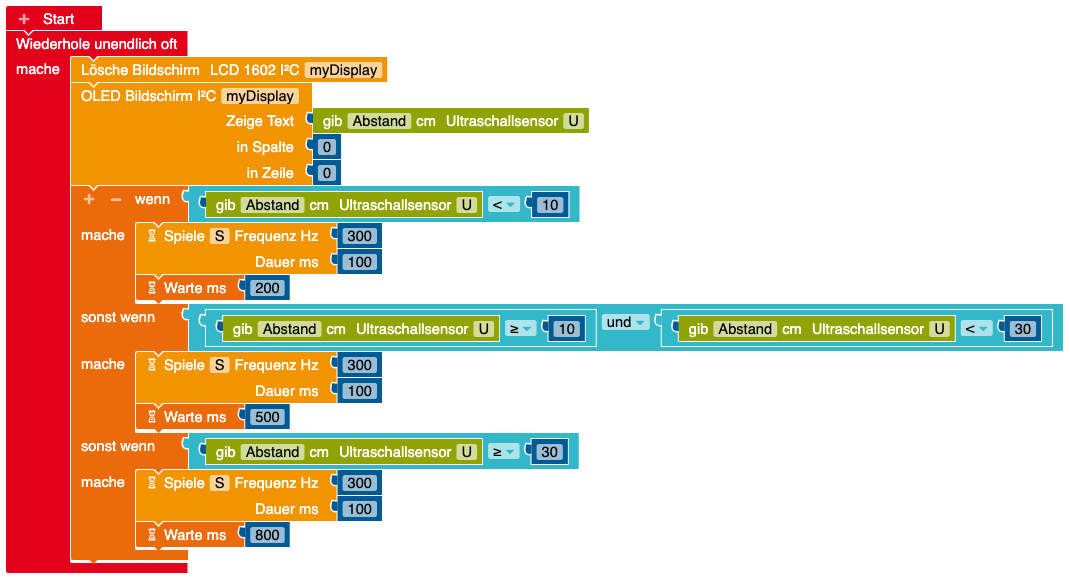 + Start
Wiederhole unendlich oft
mache Lösche Bildschirm LCD 1602 I²C myDisplay
OLED Bildschirm I²C myDisplay
Zeige Text gib Abstand cm Ultraschallsensor U
in Spalte 0
in Zeile 0
+ − wenn gib Abstand cm Ultraschallsensor U < 10
mache Spiele S Frequenz Hz 300
Dauer ms 100
Warte ms 200
sonst wenn gib Abstand cm Ultraschallsensor U ≥ 10 und gib Abstand cm Ultraschallsensor U < 30
mache Spiele S Frequenz Hz 300
Dauer ms 100
Warte ms 500
sonst wenn gib Abstand cm Ultraschallsensor U ≥ 30
mache Spiele S Frequenz Hz 300
Dauer ms 100
Warte ms 800